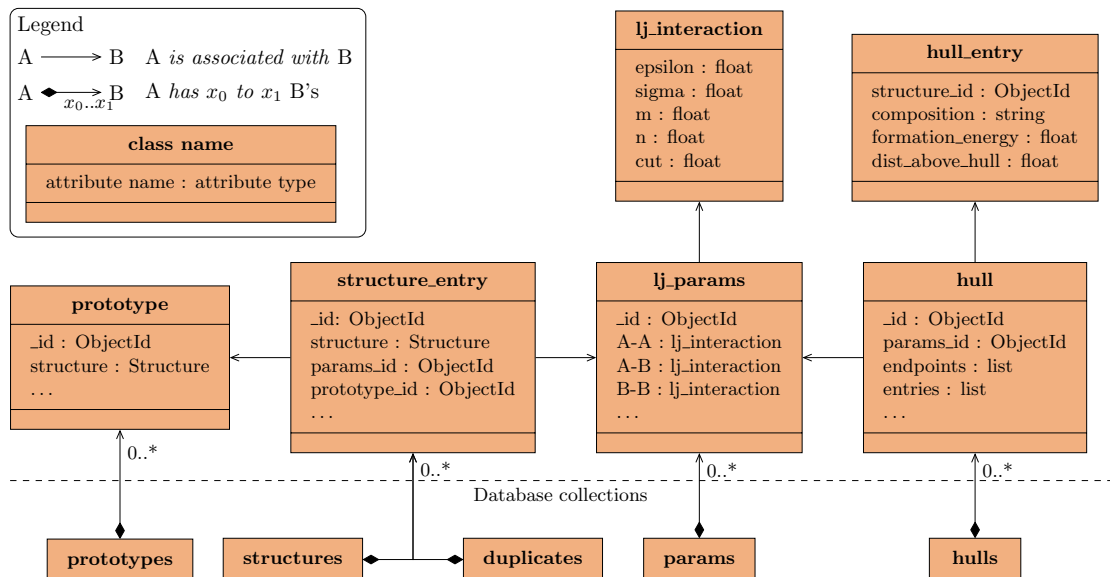 Legend
A B A is associated with B
A x₀..x₁ B A has x₀ to x₁ B's
class name
attribute name : attribute type
lj_interaction
epsilon : float
sigma : float
m : float
n : float
cut : float
hull_entry
structure_id : ObjectId
composition : string
formation_energy : float
dist_above_hull : float
prototype
_id : ObjectId
structure : Structure
...
structure_entry
_id: ObjectId
structure : Structure
params_id : ObjectId
prototype_id : ObjectId
...
lj_params
_id : ObjectId
A-A : lj_interaction
A-B : lj_interaction
B-B : lj_interaction
...
hull
_id : ObjectId
params_id : ObjectId
endpoints : list
entries : list
...
0..*
0..*
0..*
0..*
Database collections
prototypes
structures
duplicates
params
hulls